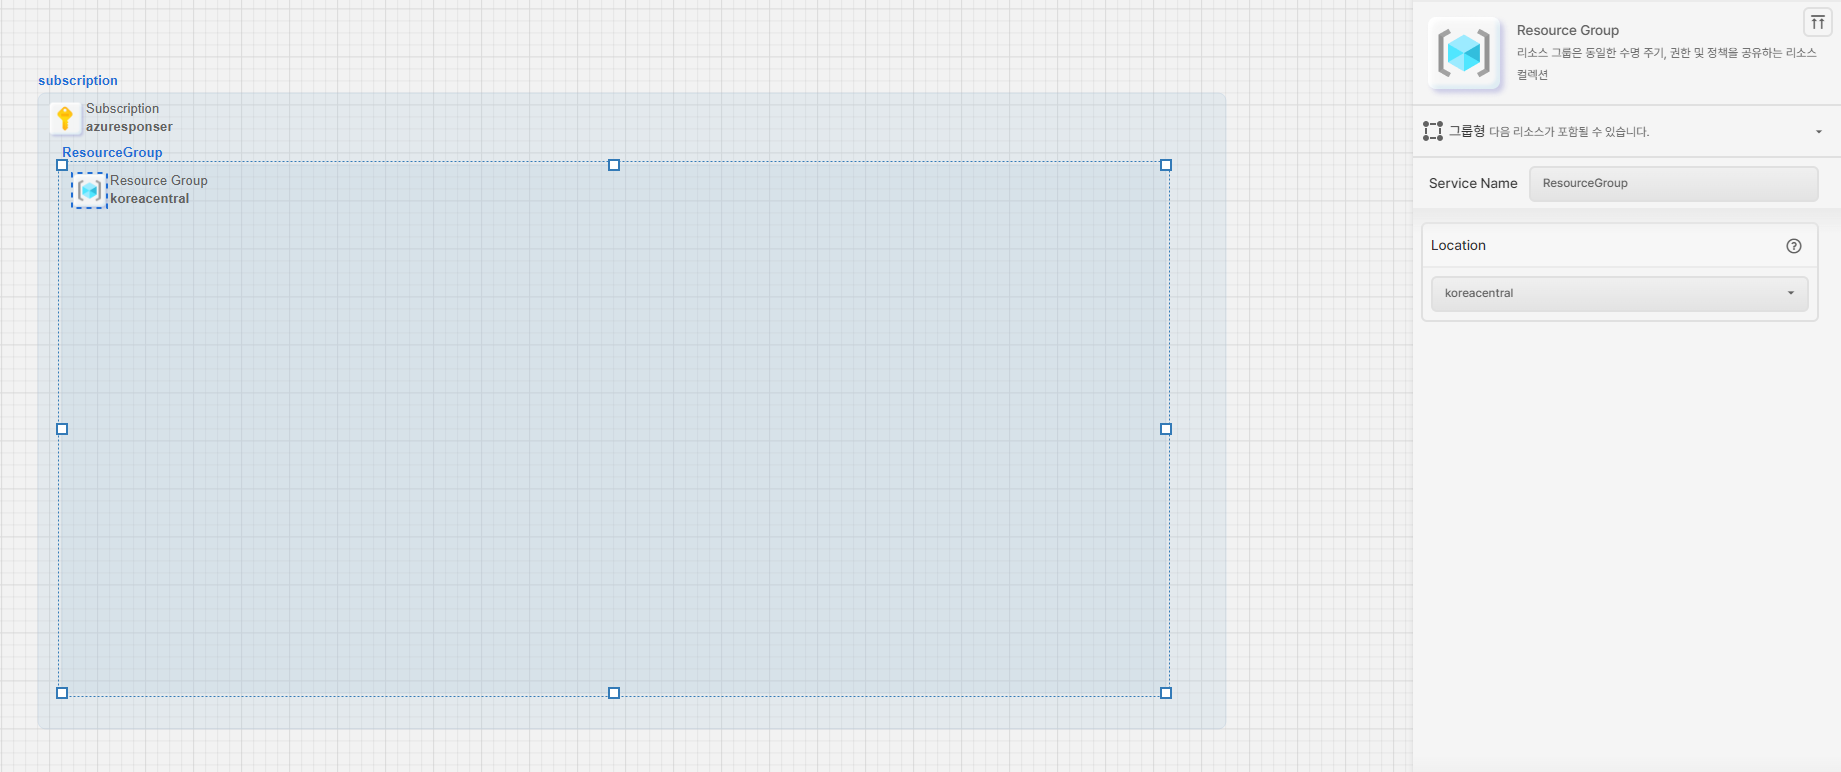 subscription
Subscription
azuresponser
ResourceGroup
Resource Group
koreacentral
Resource Group
리소스 그룹은 동일한 수명 주기, 권한 및 정책을 공유하는 리소스
컬렉션
그룹형 다음 리소스가 포함될 수 있습니다.
Service Name ResourceGroup
Location
koreacentral